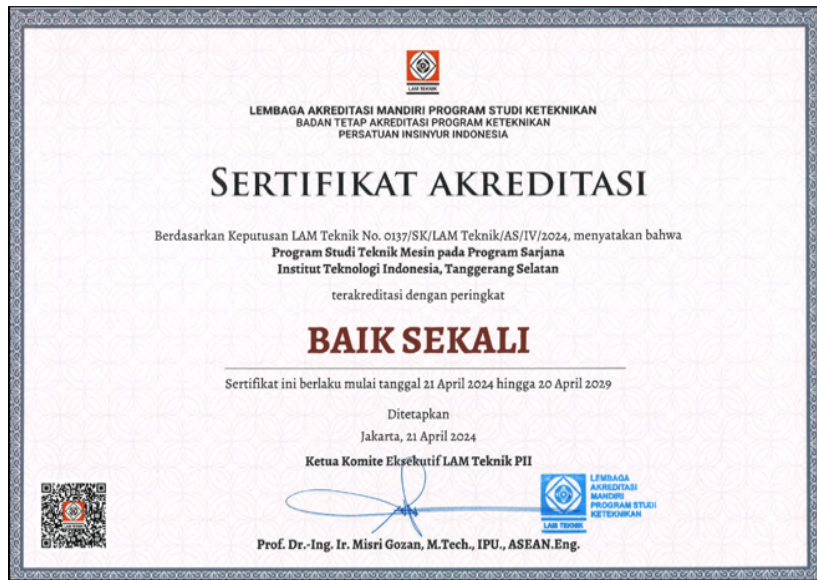 LAM TEKNIK
LEMBAGA AKREDITASI MANDIRI PROGRAM STUDI KETEKNIKAN
BADAN TETAP AKREDITASI PROGRAM KETEKNIKAN
PERSATUAN INSINYUR INDONESIA
SERTIFIKAT AKREDITASI
Berdasarkan Keputusan LAM Teknik No. 0137/SK/LAM Teknik/AS/IV/2024, menyatakan bahwa
Program Studi Teknik Mesin pada Program Sarjana
Institut Teknologi Indonesia, Tanggerang Selatan
terakreditasi dengan peringkat
BAIK SEKALI
Sertifikat ini berlaku mulai tanggal 21 April 2024 hingga 20 April 2029
Ditetapkan
Jakarta, 21 April 2024
Ketua Komite Eksekutif LAM Teknik PII
LEMBAGA
AKREDITASI
MANDIRI
PROGRAM STUDI
KETEKNIKAN
LAM TEKNIK
Prof. Dr.-Ing. Ir. Misri Gozan, M.Tech., IPU., ASEAN.Eng.